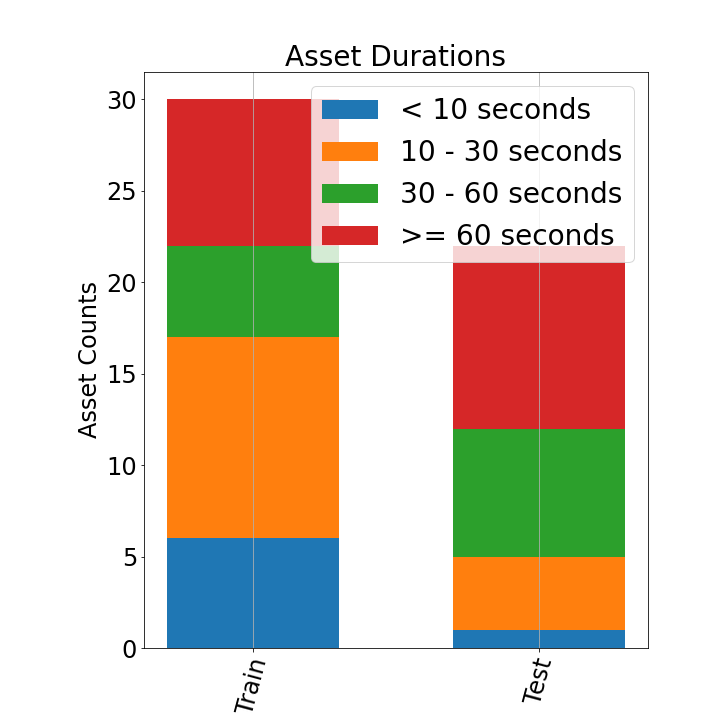 Asset Durations
< 10 seconds
10 - 30 seconds
30 - 60 seconds
>= 60 seconds
Asset Counts
30
25
20
15
10
5
0
Train
Test